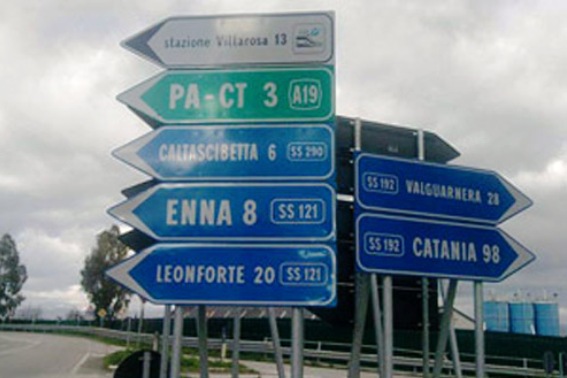 stazione Villarosa 13
PA-CT 3 A19
CALTASCIBETTA 6 SS 290
ENNA 8 SS 121
LEONFORTE 20 SS 121
SS 192 VALGUARNERA 28
SS 192 CATANIA 98